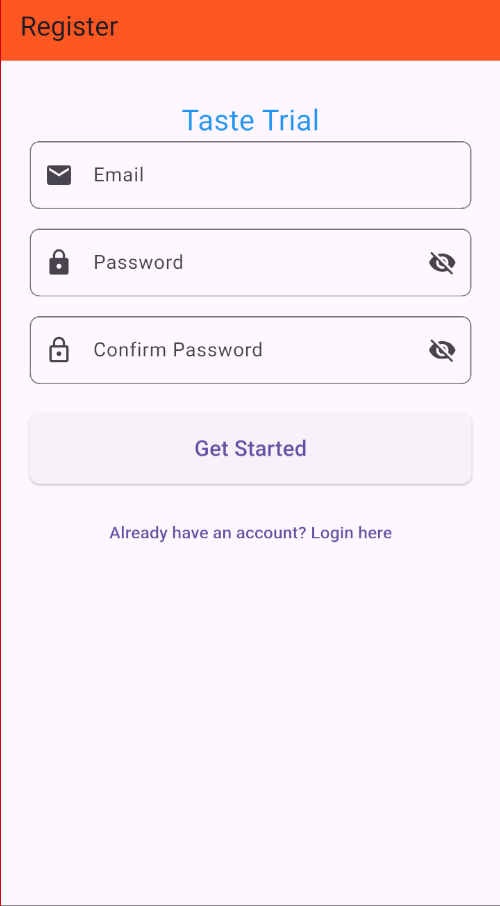 Register
Taste Trial
Email
Password
Confirm Password
Get Started
Already have an account? Login here